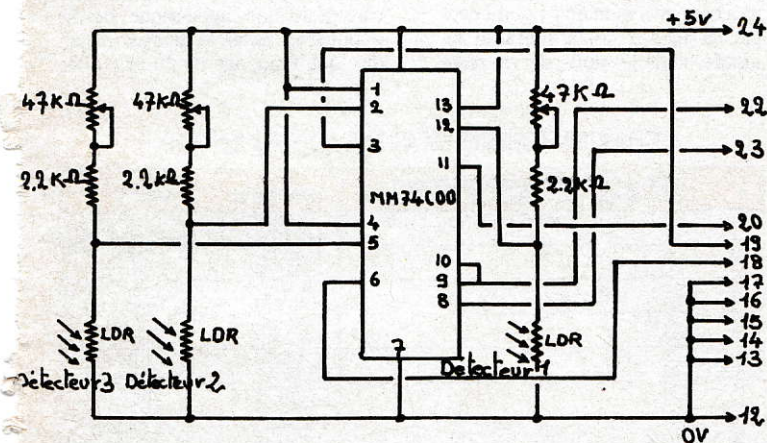 +5V 24
1
47KΩ 47KΩ 2 13 47KΩ 22
12
3 23
11
2.2KΩ 2.2KΩ MM74C00 2.2KΩ
4 20
5 19
10 18
6 9 17
8 16
15
LDR LDR 7 LDR 14
13
Détecteur 3 Détecteur 2 Detecteur 1
12
0V